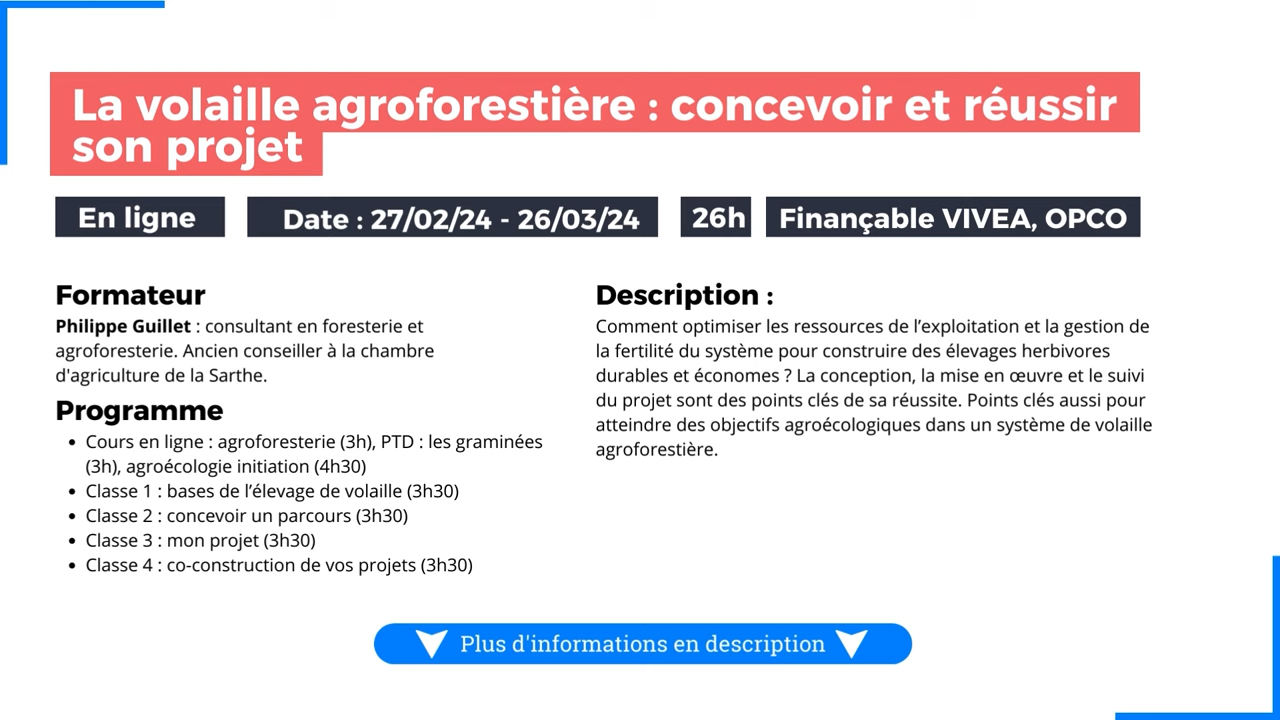 La volaille agroforestière : concevoir et réussir
son projet
En ligne
Date : 27/02/24 - 26/03/24
26h
Finançable VIVEA, OPCO
Formateur
Philippe Guillet : consultant en foresterie et
agroforesterie. Ancien conseiller à la chambre
d'agriculture de la Sarthe.
Programme
• Cours en ligne : agroforesterie (3h), PTD : les graminées
(3h), agroécologie initiation (4h30)
• Classe 1 : bases de l’élevage de volaille (3h30)
• Classe 2 : concevoir un parcours (3h30)
• Classe 3 : mon projet (3h30)
• Classe 4 : co-construction de vos projets (3h30)
Description :
Comment optimiser les ressources de l’exploitation et la gestion de
la fertilité du système pour construire des élevages herbivores
durables et économes ? La conception, la mise en œuvre et le suivi
du projet sont des points clés de sa réussite. Points clés aussi pour
atteindre des objectifs agroécologiques dans un système de volaille
agroforestière.
Plus d'informations en description